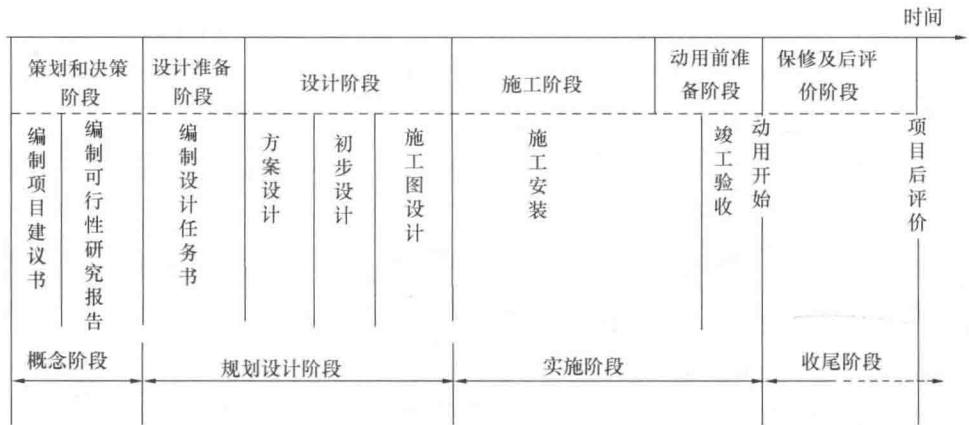 时间
策划和决策
阶段
设计准备
阶段
设计阶段
施工阶段
动用前准
备阶段
保修及后评
价阶段
编制项目建议书
编制可行性研究报告
编制设计任务书
方案设计
初步设计
施工图设计
施工安装
竣工验收
动用开始
项目后评价
概念阶段
规划设计阶段
实施阶段
收尾阶段